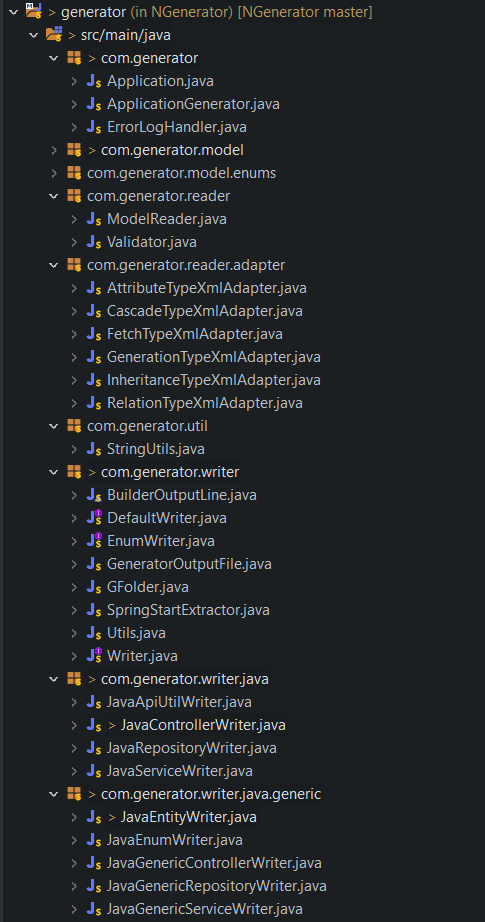 > generator (in NGenerator) [NGenerator master]
> src/main/java
> com.generator
Application.java
ApplicationGenerator.java
ErrorLogHandler.java
> com.generator.model
com.generator.model.enums
com.generator.reader
ModelReader.java
Validator.java
com.generator.reader.adapter
AttributeTypeXmlAdapter.java
CascadeTypeXmlAdapter.java
FetchTypeXmlAdapter.java
GenerationTypeXmlAdapter.java
InheritanceTypeXmlAdapter.java
RelationTypeXmlAdapter.java
com.generator.util
StringUtils.java
> com.generator.writer
BuilderOutputLine.java
DefaultWriter.java
EnumWriter.java
GeneratorOutputFile.java
GFolder.java
SpringStartExtractor.java
Utils.java
Writer.java
> com.generator.writer.java
JavaApiUtilWriter.java
> JavaControllerWriter.java
JavaRepositoryWriter.java
JavaServiceWriter.java
> com.generator.writer.java.generic
> JavaEntityWriter.java
JavaEnumWriter.java
JavaGenericControllerWriter.java
JavaGenericRepositoryWriter.java
JavaGenericServiceWriter.java